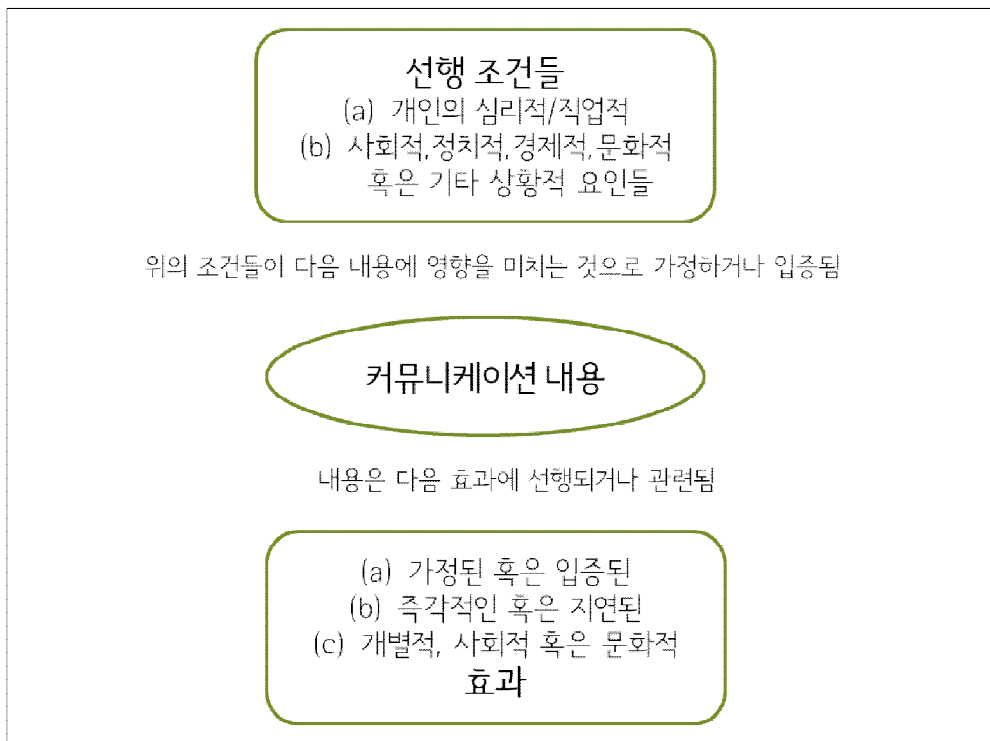 선행 조건들
(a) 개인의 심리적/직업적
(b) 사회적,정치적,경제적,문화적
혹은 기타 상황적 요인들
위의 조건들이 다음 내용에 영향을 미치는 것으로 가정하거나 입증됨
커뮤니케이션 내용
내용은 다음 효과에 선행되거나 관련됨
(a) 가정된 혹은 입증된
(b) 즉각적인 혹은 지연된
(c) 개별적, 사회적 혹은 문화적
효과